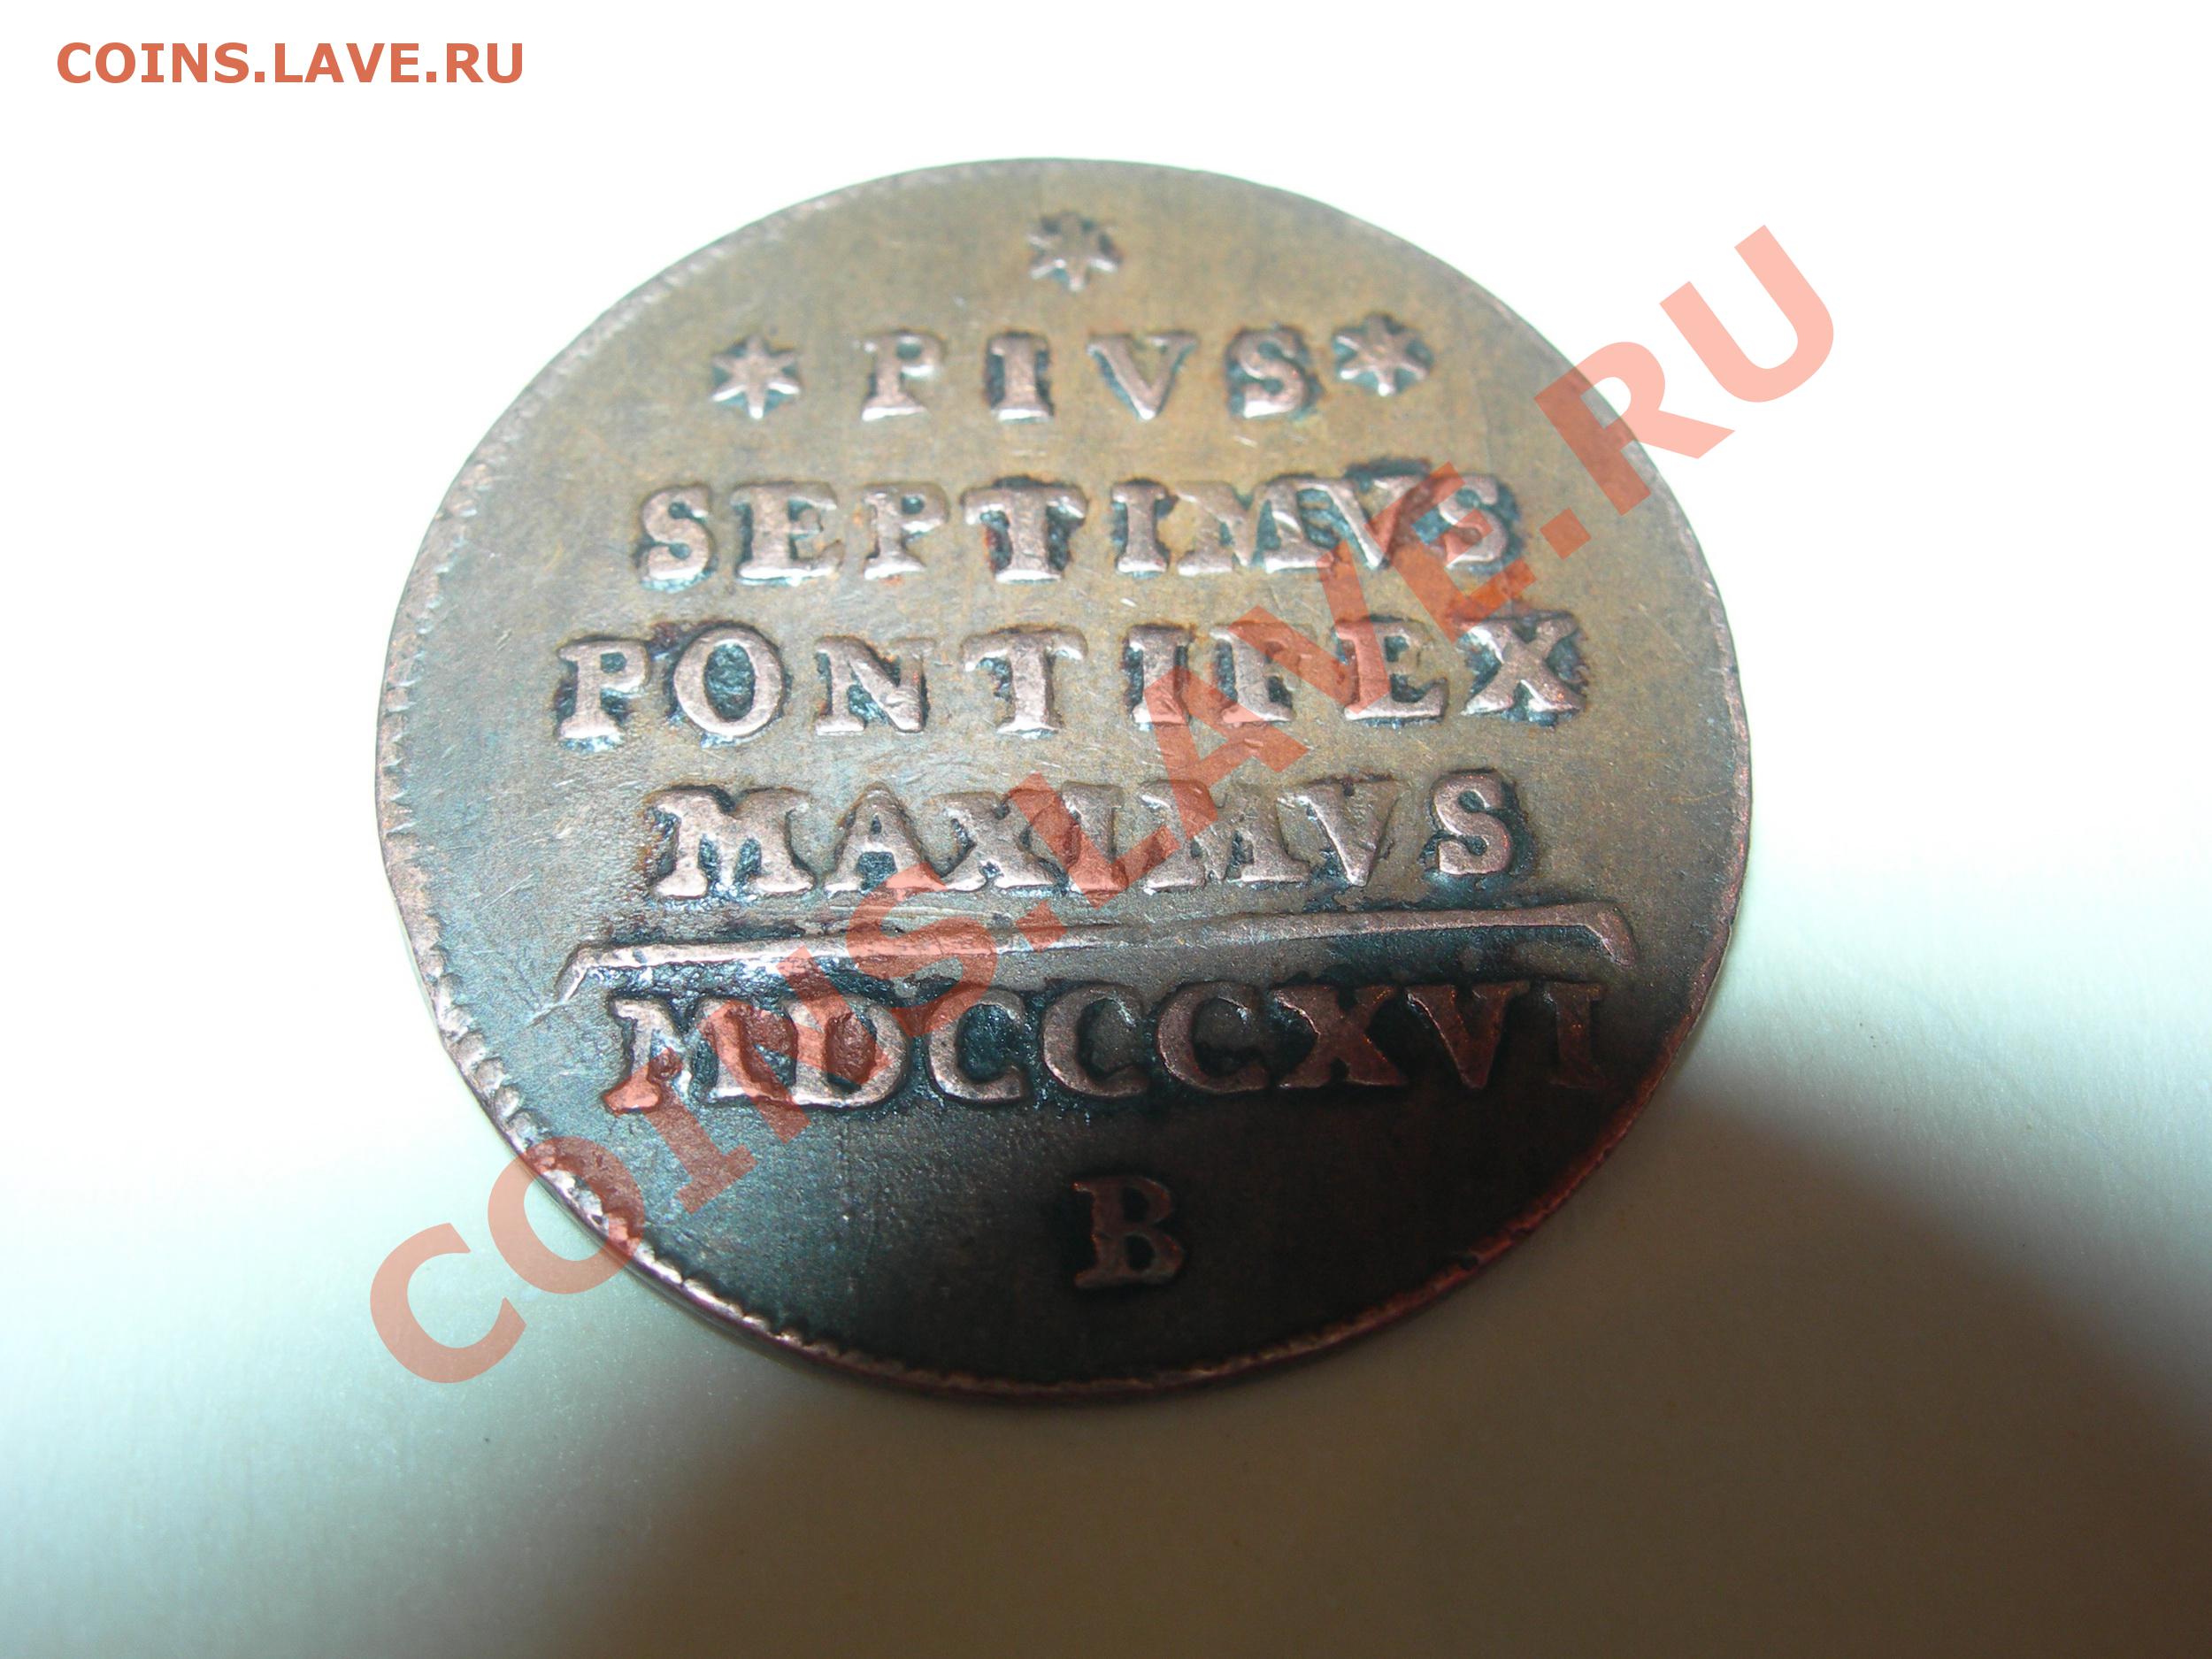 COINS.LAVE.RU
*
* PIVS *
SEPTIMVS
PONTIFEX
MAXIMVS
MDCCCXVI
B
COINS.LAVE.RU